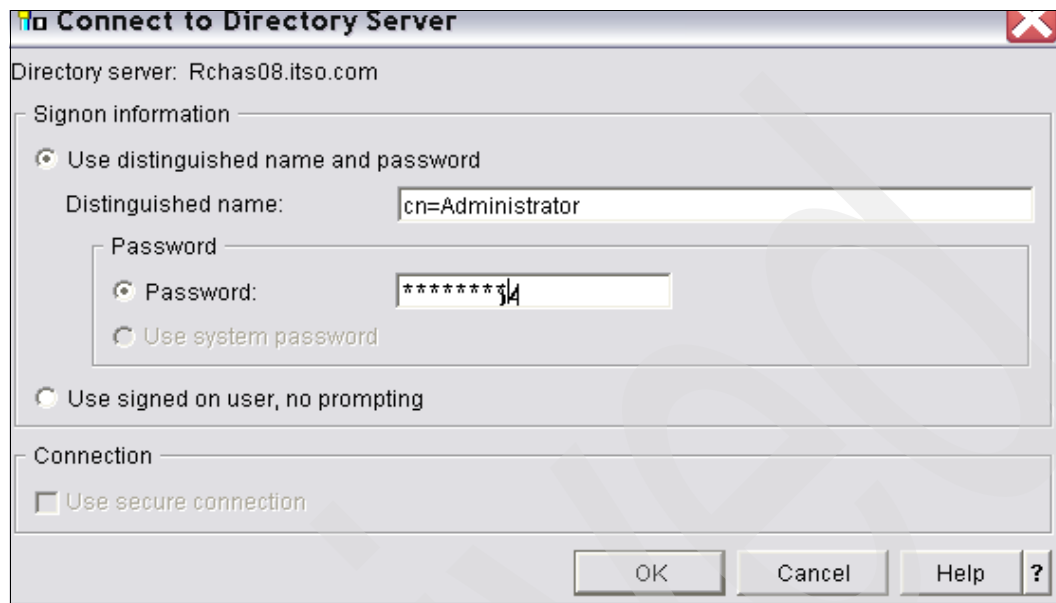 Connect to Directory Server
Directory server: Rchas08.itso.com
Signon information
Use distinguished name and password
Distinguished name: cn=Administrator
Password
Password: ********
Use system password
Use signed on user, no prompting
Connection
Use secure connection
OK Cancel Help ?